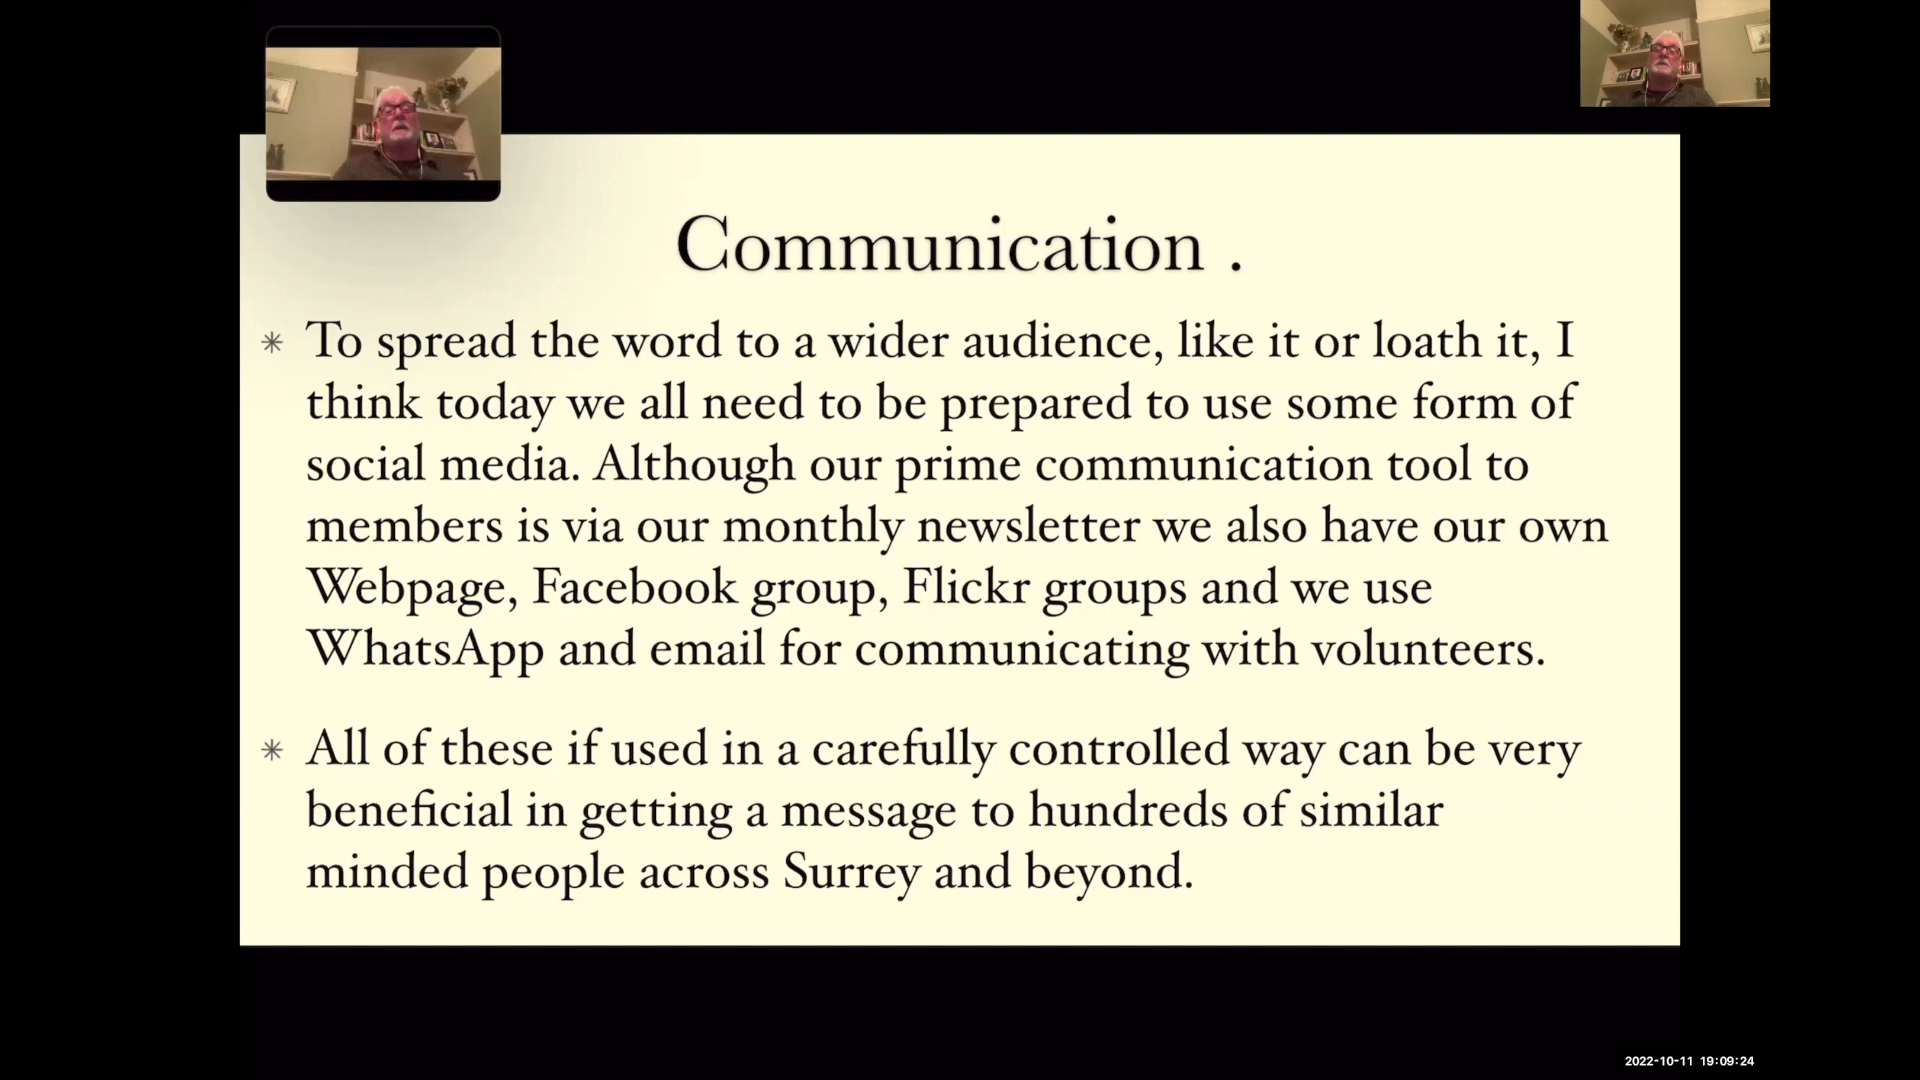 Communication .
✳ To spread the word to a wider audience, like it or loath it, I
think today we all need to be prepared to use some form of
social media. Although our prime communication tool to
members is via our monthly newsletter we also have our own
Webpage, Facebook group, Flickr groups and we use
WhatsApp and email for communicating with volunteers.
✳ All of these if used in a carefully controlled way can be very
beneficial in getting a message to hundreds of similar
minded people across Surrey and beyond.
2022-10-11 19:09:24